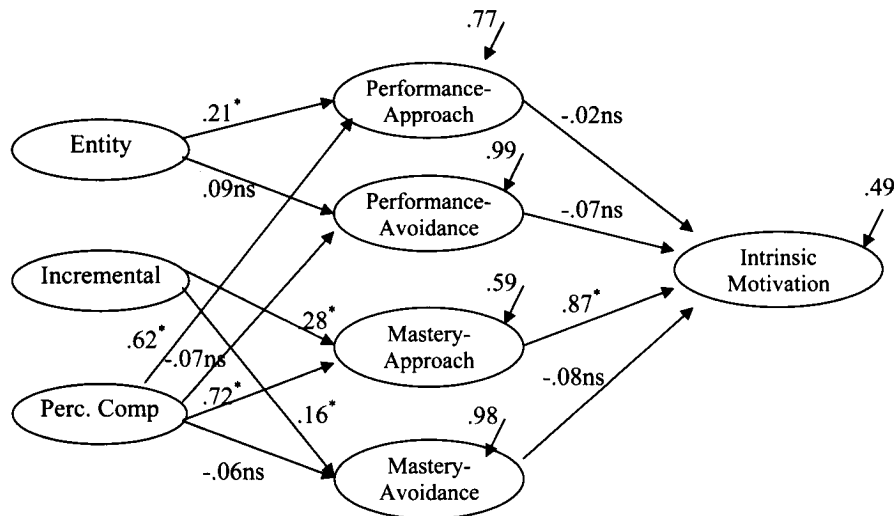 .77
Performance-
Approach
.21*
-.02ns
Entity
.99
.09ns
Performance-
Avoidance
-.07ns
.49
Intrinsic
Motivation
Incremental
.59
.28*
.87*
.62*
Mastery-
Approach
-.07ns
-.08ns
.72*
Perc. Comp
.16*
.98
-.06ns
Mastery-
Avoidance